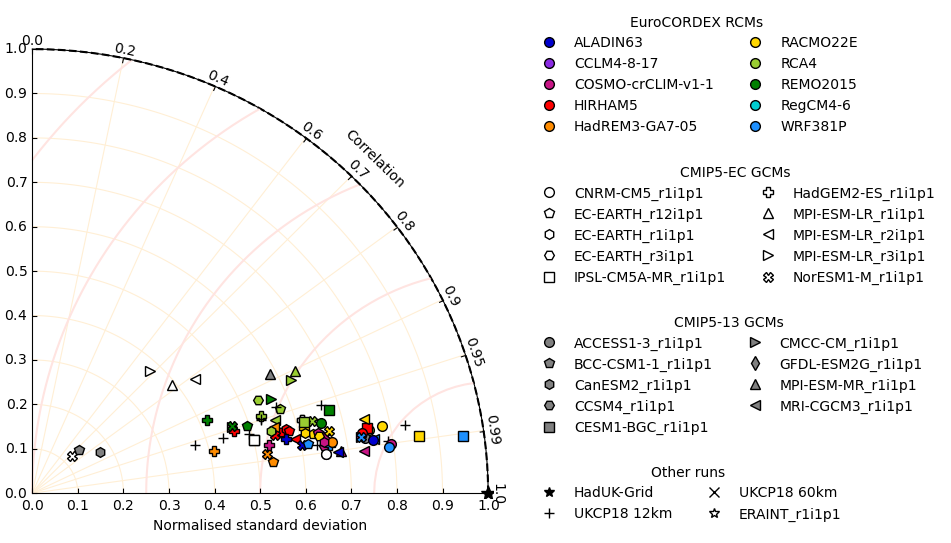 0.0
0.2
0.4
0.6
0.7
0.8
0.9
0.95
0.99
1.0
Correlation
1.0
0.9
0.8
0.7
0.6
0.5
0.4
0.3
0.2
0.1
0.0
0.0 0.1 0.2 0.3 0.4 0.5 0.6 0.7 0.8 0.9 1.0
Normalised standard deviation
EuroCORDEX RCMs
ALADIN63 RACMO22E
CCLM4-8-17 RCA4
COSMO-crCLIM-v1-1 REMO2015
HIRHAM5 RegCM4-6
HadREM3-GA7-05 WRF381P
CMIP5-EC GCMs
CNRM-CM5_r1i1p1 HadGEM2-ES_r1i1p1
EC-EARTH_r12i1p1 MPI-ESM-LR_r1i1p1
EC-EARTH_r1i1p1 MPI-ESM-LR_r2i1p1
EC-EARTH_r3i1p1 MPI-ESM-LR_r3i1p1
IPSL-CM5A-MR_r1i1p1 NorESM1-M_r1i1p1
CMIP5-13 GCMs
ACCESS1-3_r1i1p1 CMCC-CM_r1i1p1
BCC-CSM1-1_r1i1p1 GFDL-ESM2G_r1i1p1
CanESM2_r1i1p1 MPI-ESM-MR_r1i1p1
CCSM4_r1i1p1 MRI-CGCM3_r1i1p1
CESM1-BGC_r1i1p1
Other runs
HadUK-Grid UKCP18 60km
UKCP18 12km ERAINT_r1i1p1